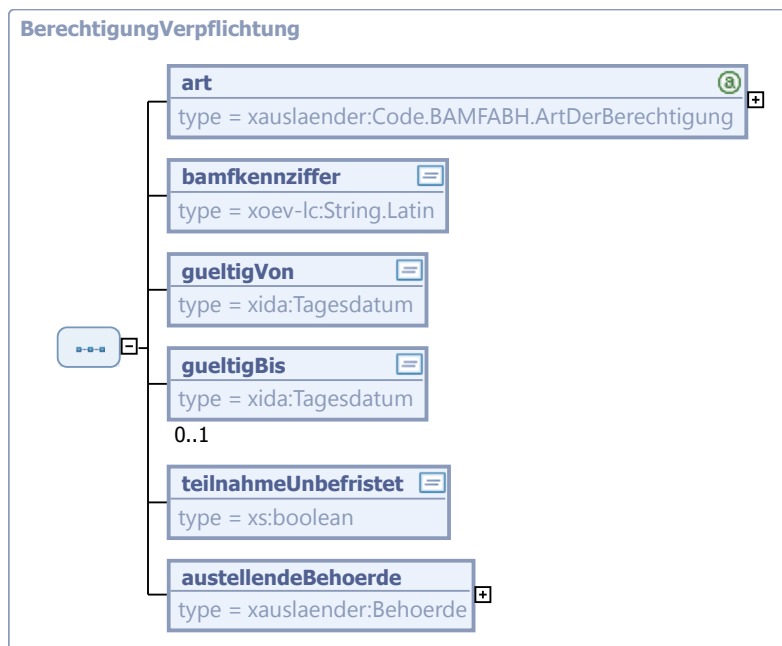 BerechtigungVerpflichtung
art
type = xauslaender:Code.BAMFABH.ArtDerBerechtigung
bamfkennziffer
type = xoev-lc:String.Latin
gueltigVon
type = xida:Tagesdatum
gueltigBis
type = xida:Tagesdatum
0..1
teilnahmeUnbefristet
type = xs:boolean
austellendeBehoerde
type = xauslaender:Behoerde